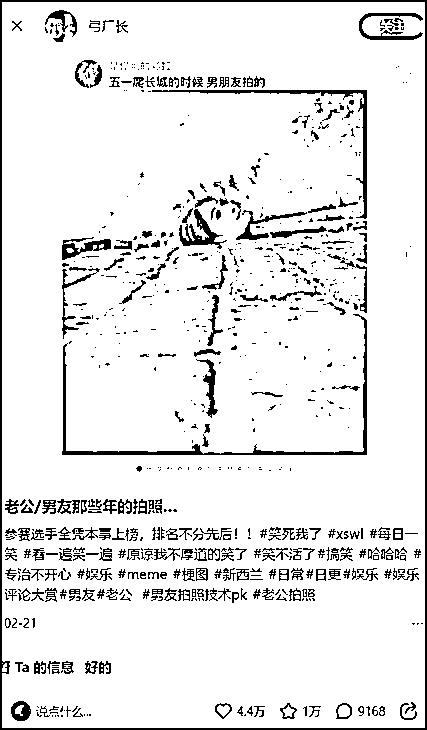 弓广长
关注
五一爬长城的时候 男朋友拍的
老公/男友那些年的拍照...
参赛选手全凭本事上榜，排名不分先后！！#笑死我了 #xswl #每日一
笑 #看一遍笑一遍 #原谅我不厚道的笑了 #笑不活了#搞笑 #哈哈哈 #
专治不开心 #娱乐 #meme #梗图 #新西兰 #日常#日更#娱乐 #娱乐
评论大赏#男友#老公 #男友拍照技术pk #老公拍照
02-21
Ta 的信息 好的
说点什么... 4.4万 1万 9168